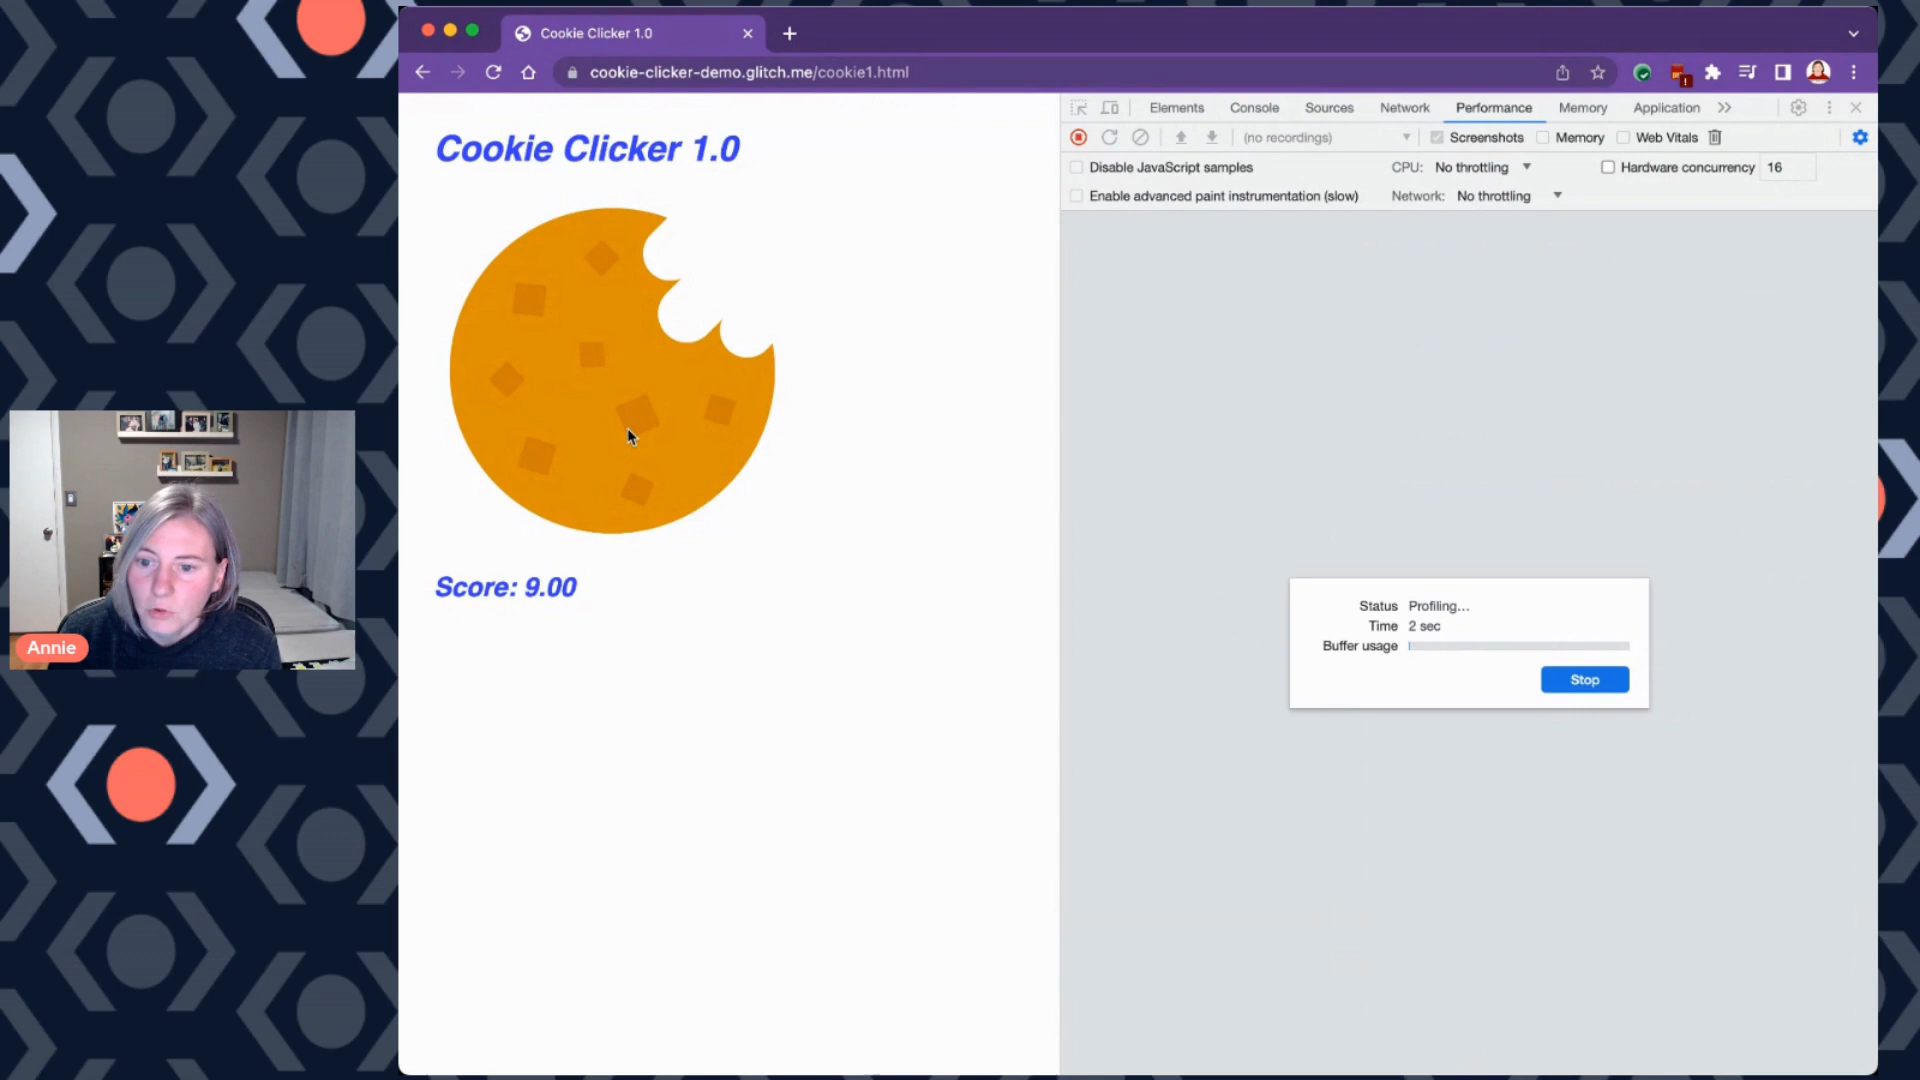 Cookie Clicker 1.0
cookie-clicker-demo.glitch.me/cookie1.html
Elements Console Sources Network Performance Memory Application
(no recordings) Screenshots Memory Web Vitals
Disable JavaScript samples CPU: No throttling Hardware concurrency 16
Enable advanced paint instrumentation (slow) Network: No throttling
Cookie Clicker 1.0
Score: 9.00
Status Profiling...
Time 2 sec
Buffer usage
Stop
Annie